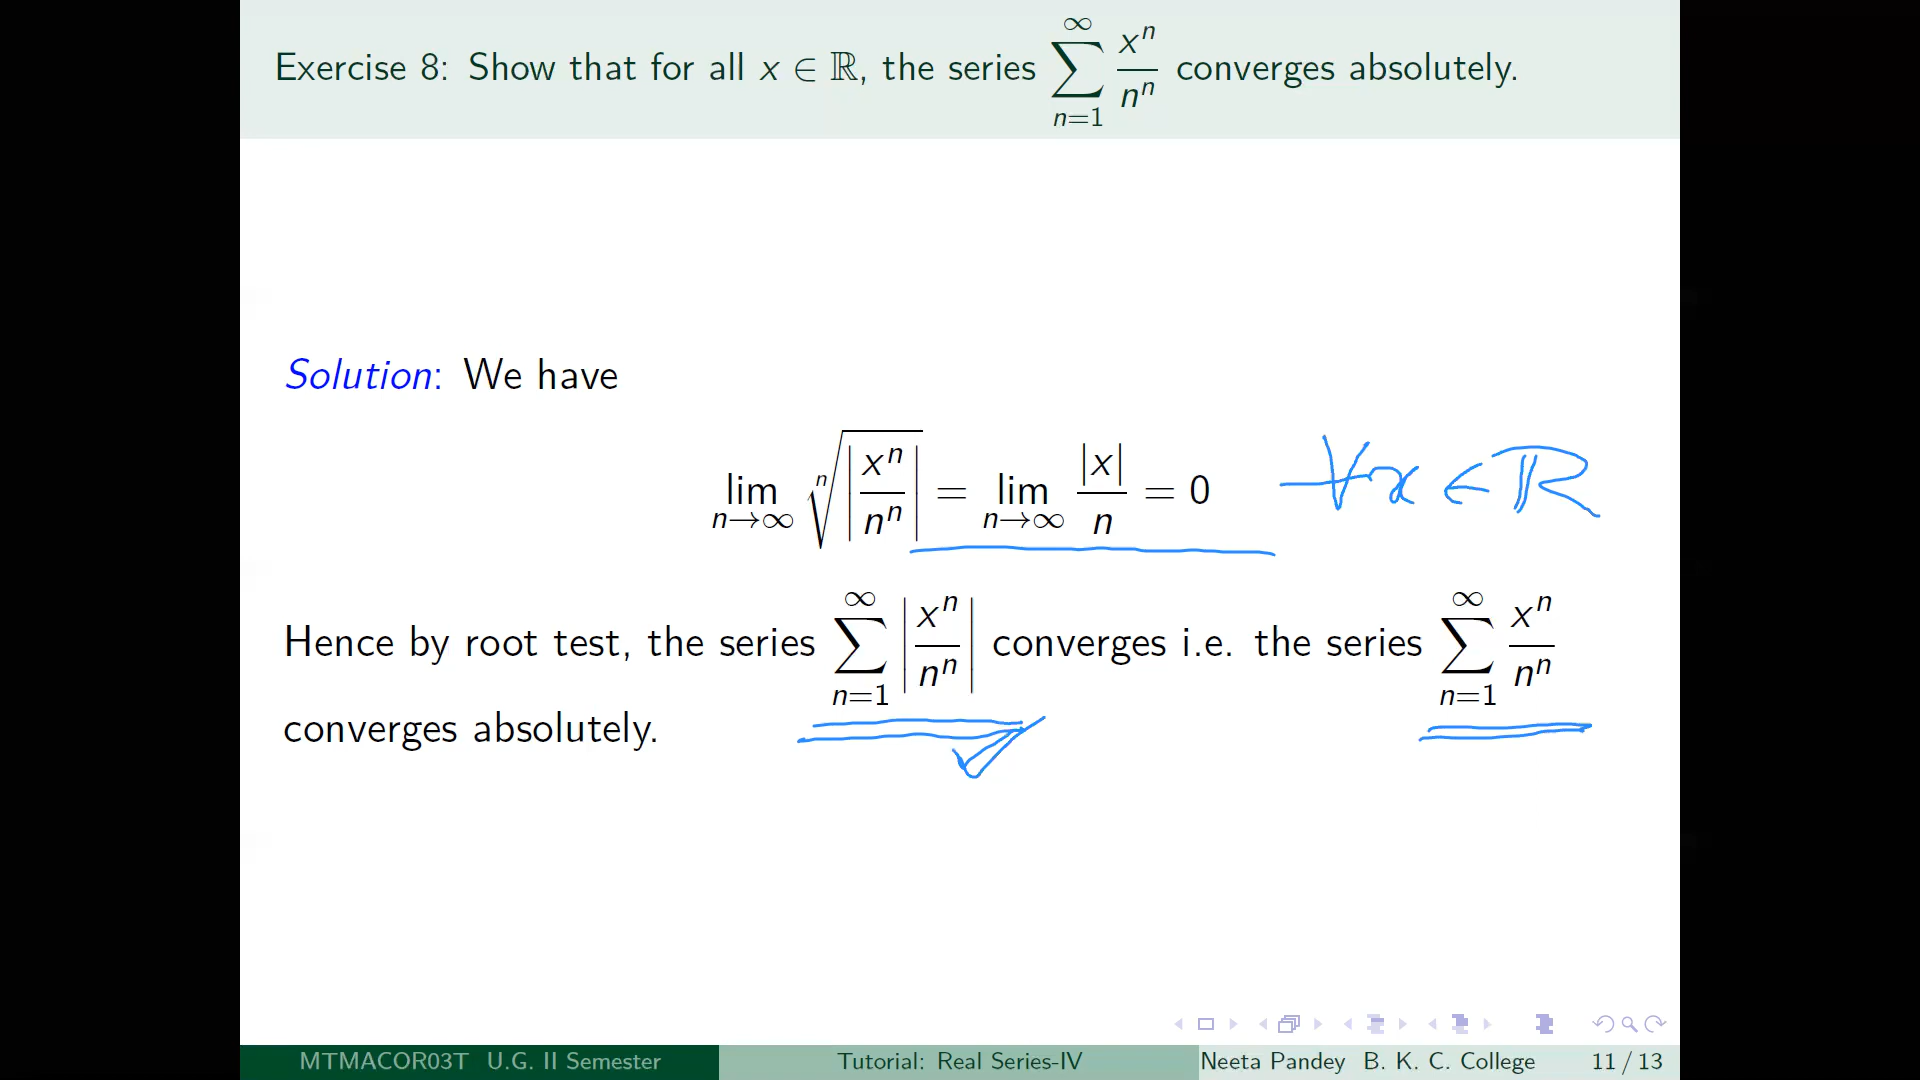 Exercise 8: Show that for all x ∈ ℝ, the series ∑_{n=1}^{∞} x^n/n^n converges absolutely.
Solution: We have
lim_{n→∞} ⁿ√|x^n/n^n| = lim_{n→∞} |x|/n = 0 ∀ x ∈ ℝ
Hence by root test, the series ∑_{n=1}^{∞} |x^n/n^n| converges i.e. the series ∑_{n=1}^{∞} x^n/n^n
converges absolutely.
MTMACOR03T U.G. II Semester Tutorial: Real Series-IV Neeta Pandey B. K. C. College 11 / 13